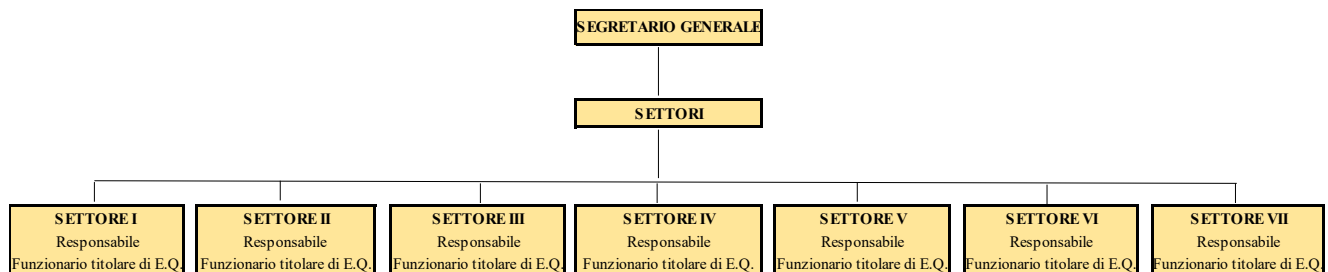 SEGRETARIO GENERALE
SETTORI
SETTORE I
Responsabile
Funzionario titolare di E.Q.
SETTORE II
Responsabile
Funzionario titolare di E.Q.
SETTORE III
Responsabile
Funzionario titolare di E.Q.
SETTORE IV
Responsabile
Funzionario titolare di E.Q.
SETTORE V
Responsabile
Funzionario titolare di E.Q.
SETTORE VI
Responsabile
Funzionario titolare di E.Q.
SETTORE VII
Responsabile
Funzionario titolare di E.Q.